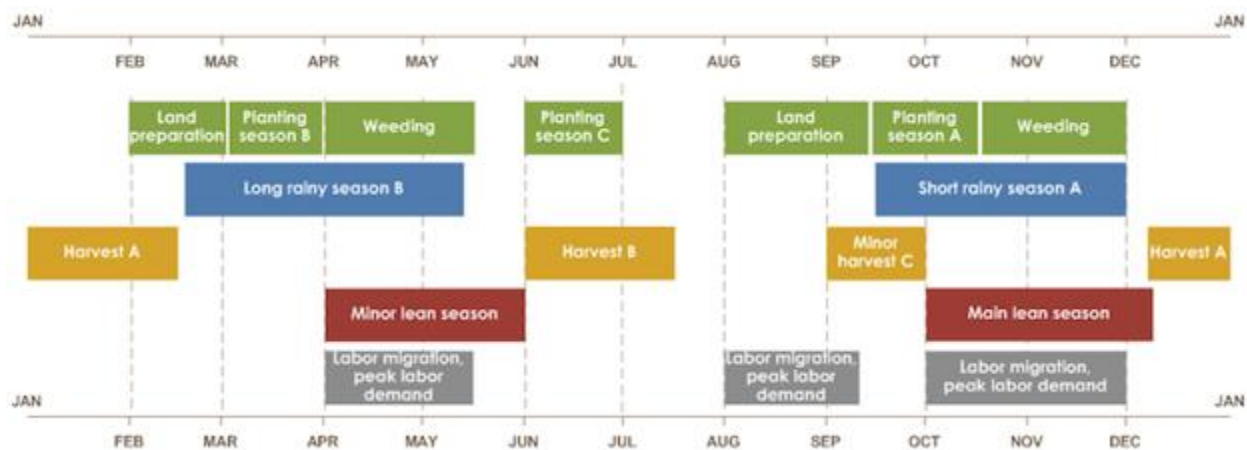 JAN JAN
FEB MAR APR MAY JUN JUL AUG SEP OCT NOV DEC
Land
preparation
Planting
season B
Weeding
Planting
season C
Land
preparation
Planting
season A
Weeding
Long rainy season B
Short rainy season A
Harvest A
Harvest B
Minor
harvest C
Harvest A
Minor lean season
Main lean season
Labor migration,
peak labor
demand
Labor migration,
peak labor
demand
Labor migration,
peak labor demand
JAN JAN
FEB MAR APR MAY JUN JUL AUG SEP OCT NOV DEC